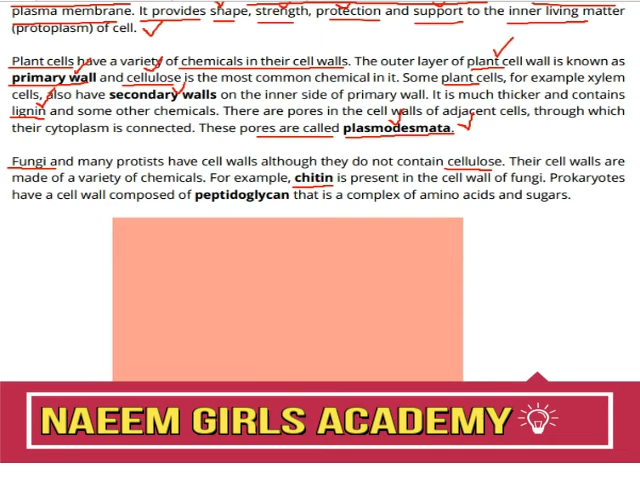 plasma membrane. It provides shape, strength, protection and support to the inner living matter
(protoplasm) of cell.
Plant cells have a variety of chemicals in their cell walls. The outer layer of plant cell wall is known as
primary wall and cellulose is the most common chemical in it. Some plant cells, for example xylem
cells, also have secondary walls on the inner side of primary wall. It is much thicker and contains
lignin and some other chemicals. There are pores in the cell walls of adjacent cells, through which
their cytoplasm is connected. These pores are called plasmodesmata.
Fungi and many protists have cell walls although they do not contain cellulose. Their cell walls are
made of a variety of chemicals. For example, chitin is present in the cell wall of fungi. Prokaryotes
have a cell wall composed of peptidoglycan that is a complex of amino acids and sugars.
NAEEM GIRLS ACADEMY